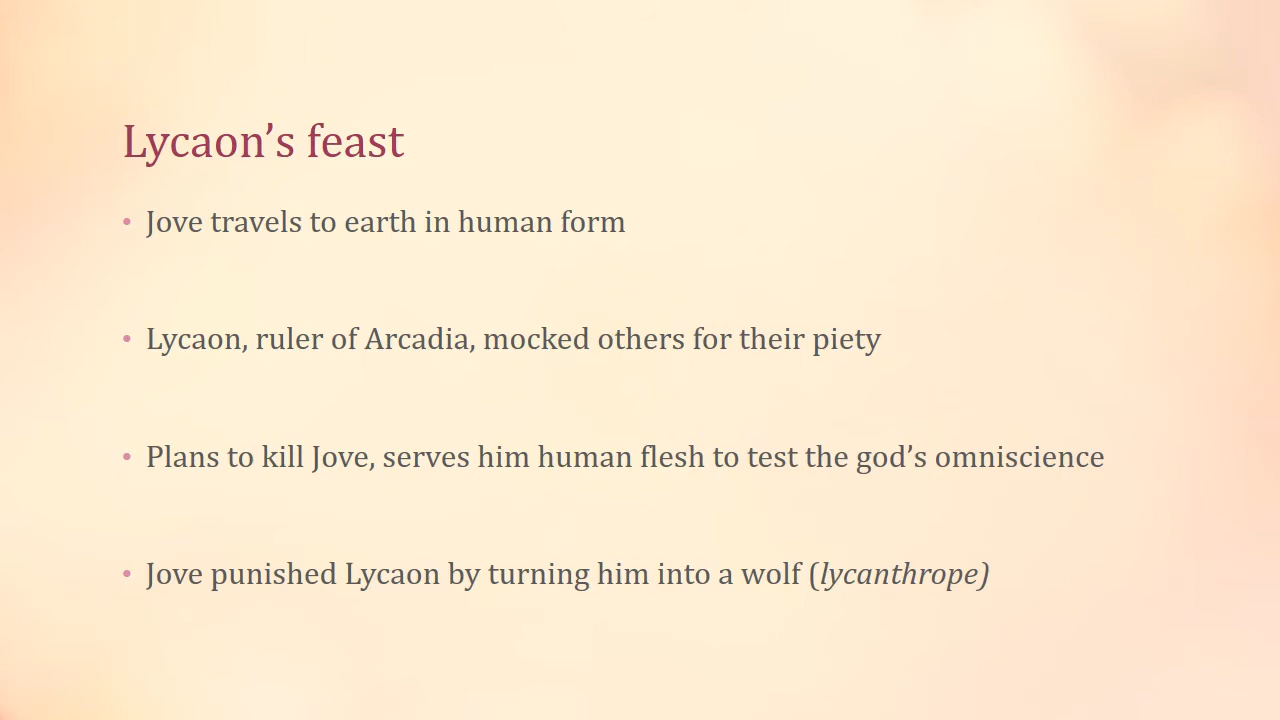 Lycaon’s feast
• Jove travels to earth in human form
• Lycaon, ruler of Arcadia, mocked others for their piety
• Plans to kill Jove, serves him human flesh to test the god’s omniscience
• Jove punished Lycaon by turning him into a wolf (lycanthrope)